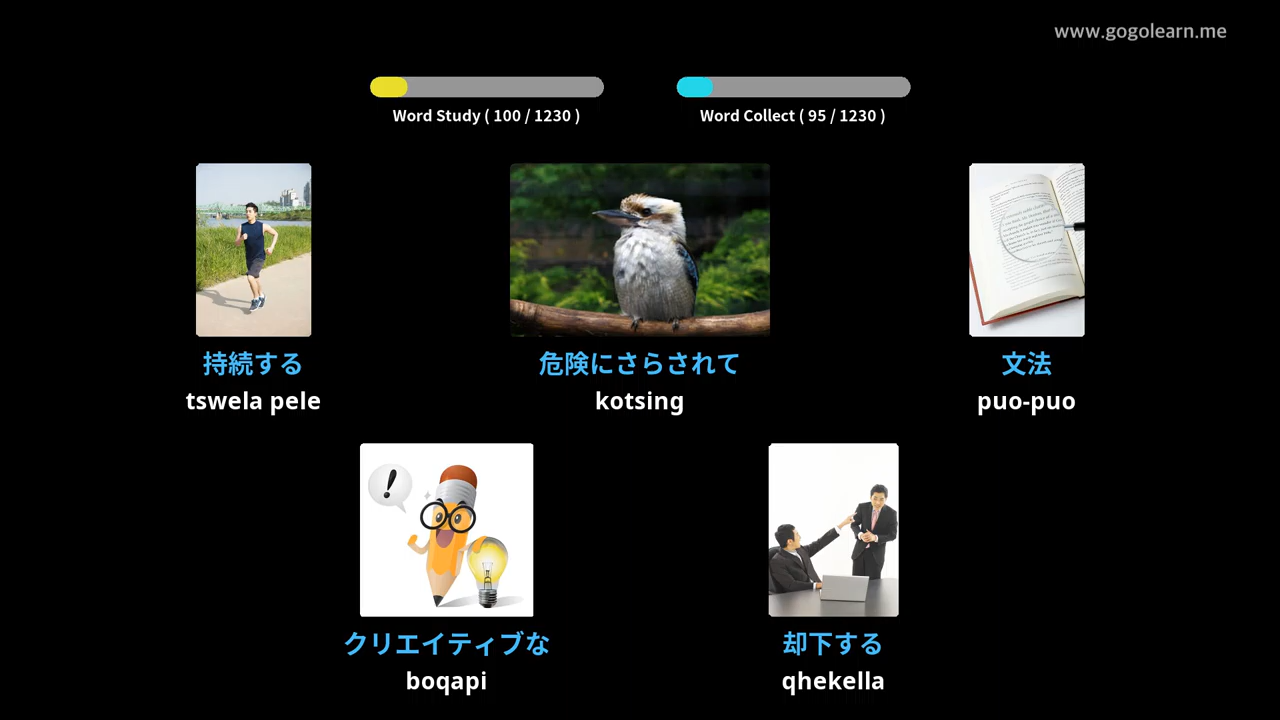 www.gogolearn.me
Word Study ( 100 / 1230 )
Word Collect ( 95 / 1230 )
持続する
tswela pele
危険にさらされて
kotsing
文法
puo-puo
クリエイティブな
boqapi
却下する
qhekella